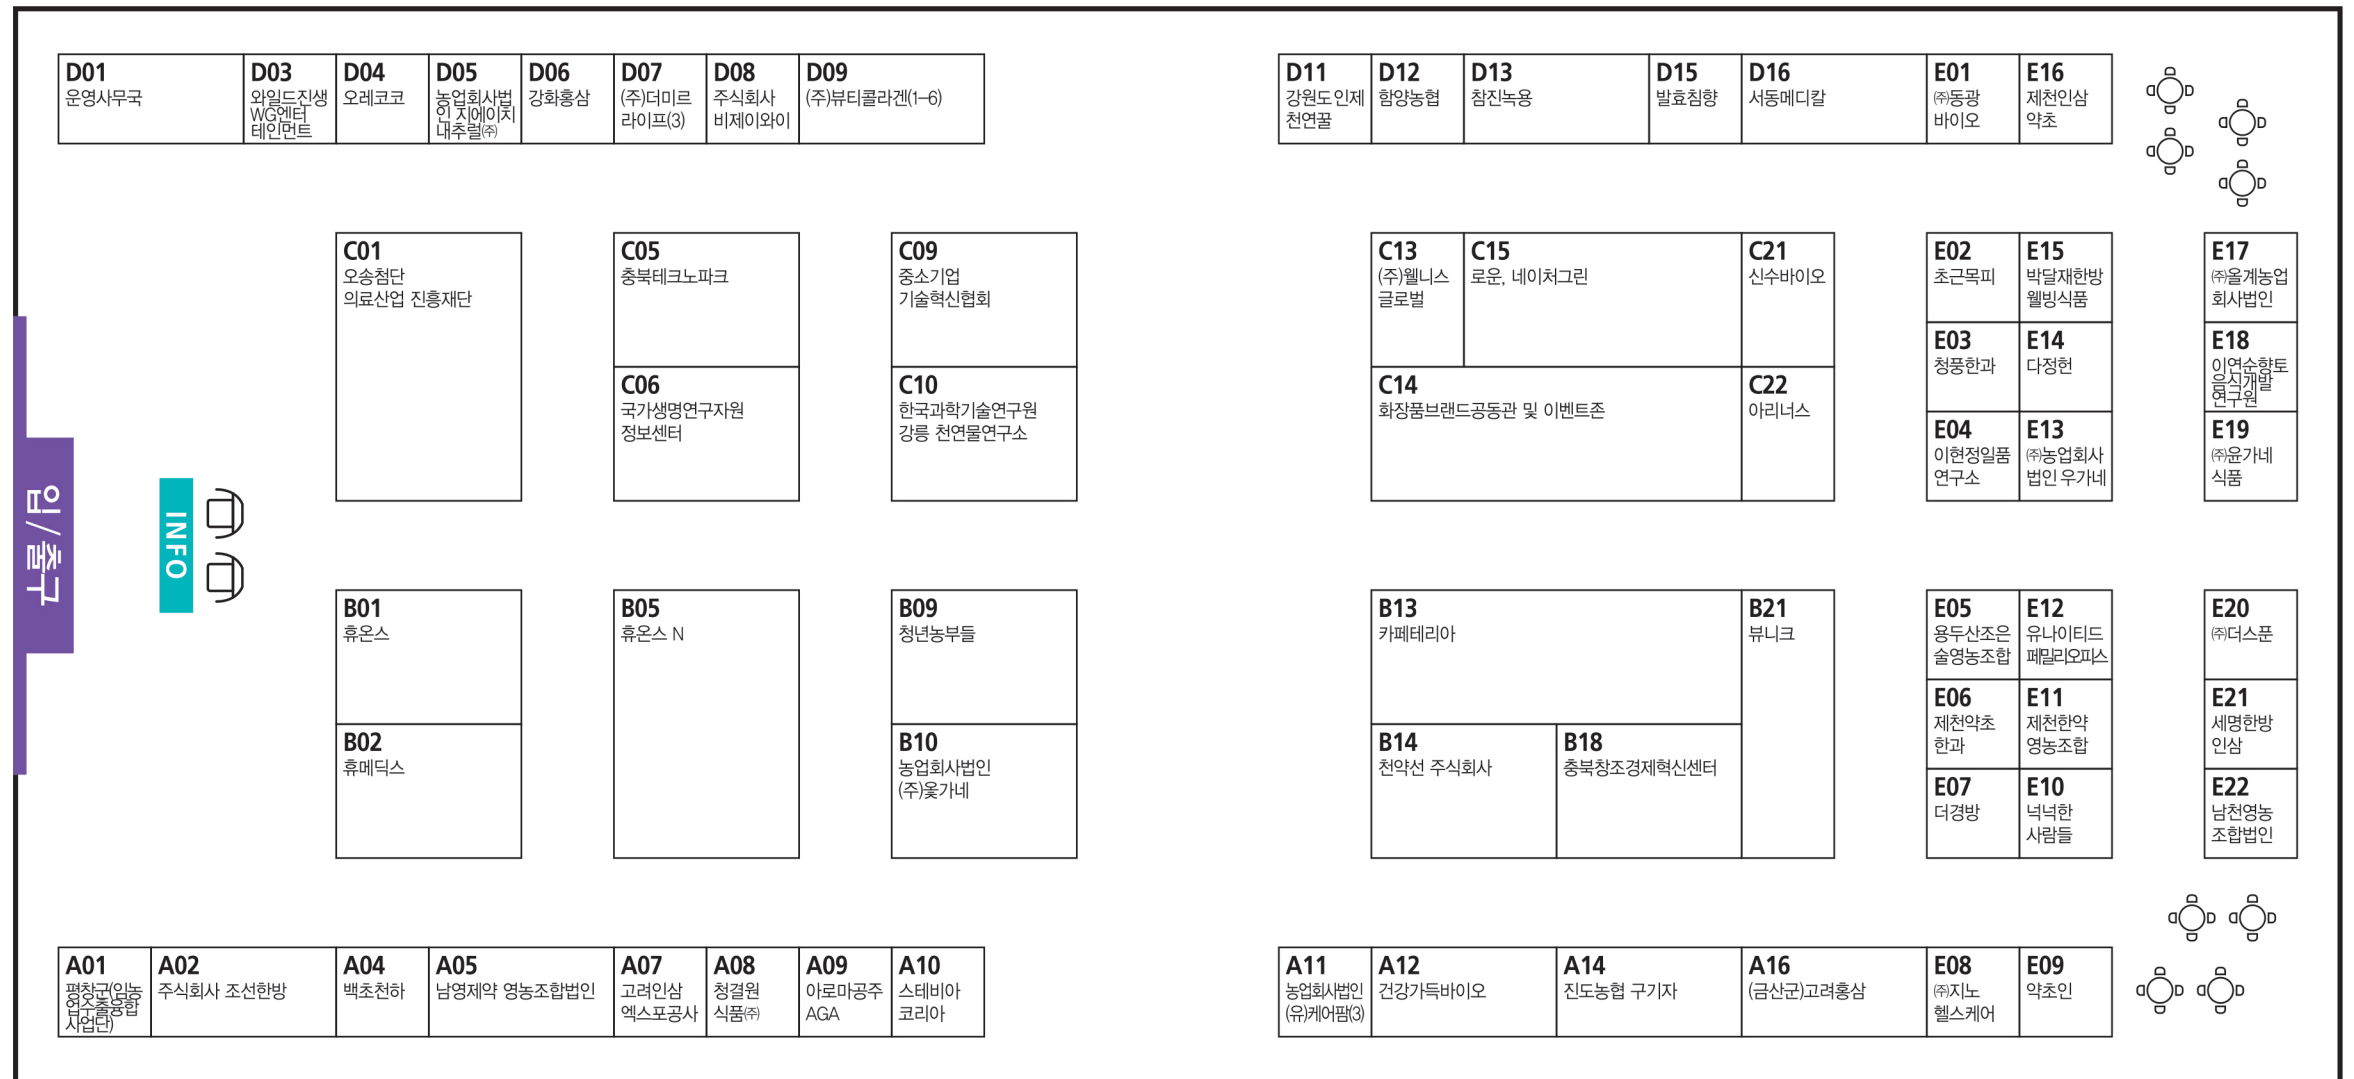 D01
운영사무국
D03
와일드진생
WG엔터
테인먼트
D04
오레코코
D05
농업회사법
인 지에이치
내추럴㈜
D06
강화홍삼
D07
(주)더미르
라이프(3)
D08
주식회사
비제이와이
D09
(주)뷰티콜라겐(1-6)
D11
강원도인제
천연꿀
D12
함양농협
D13
참진녹용
D15
발효침향
D16
서동메디칼
E01
㈜동광
바이오
E16
제천인삼
약초
C01
오송첨단
의료산업 진흥재단
C05
충북테크노파크
C09
중소기업
기술혁신협회
C13
(주)웰니스
글로벌
C15
로운, 네이처그린
C21
신수바이오
E02
초근목피
E15
박달재한방
웰빙식품
E17
㈜올계농업
회사법인
E03
청풍한과
E14
다정헌
E18
이연순향토
음식개발
연구원
C06
국가생명연구자원
정보센터
C10
한국과학기술연구원
강릉 천연물연구소
C14
화장품브랜드공동관 및 이벤트존
C22
아리너스
E04
이현정일품
연구소
E13
㈜농업회사
법인 우가네
E19
㈜윤가네
식품
입/출구
INFO
B01
휴온스
B05
휴온스 N
B09
청년농부들
B13
카페테리아
B21
뷰니크
E05
용두산조은
술영농조합
E12
유나이티드
페밀리오피스
E20
㈜더스푼
E06
제천약초
한과
E11
제천한약
영농조합
E21
세명한방
인삼
B02
휴메딕스
B10
농업회사법인
(주)옻가네
B14
천약선 주식회사
B18
충북창조경제혁신센터
E07
더경방
E10
넉넉한
사람들
E22
남천영농
조합법인
A01
평창군(임농
업수출융합
사업단)
A02
주식회사 조선한방
A04
백초천하
A05
남영제약 영농조합법인
A07
고려인삼
엑스포공사
A08
청결원
식품㈜
A09
아로마공주
AGA
A10
스테비아
코리아
A11
농업회사법인
(유)케어팜(3)
A12
건강가득바이오
A14
진도농협 구기자
A16
(금산군)고려홍삼
E08
㈜지노
헬스케어
E09
약초인